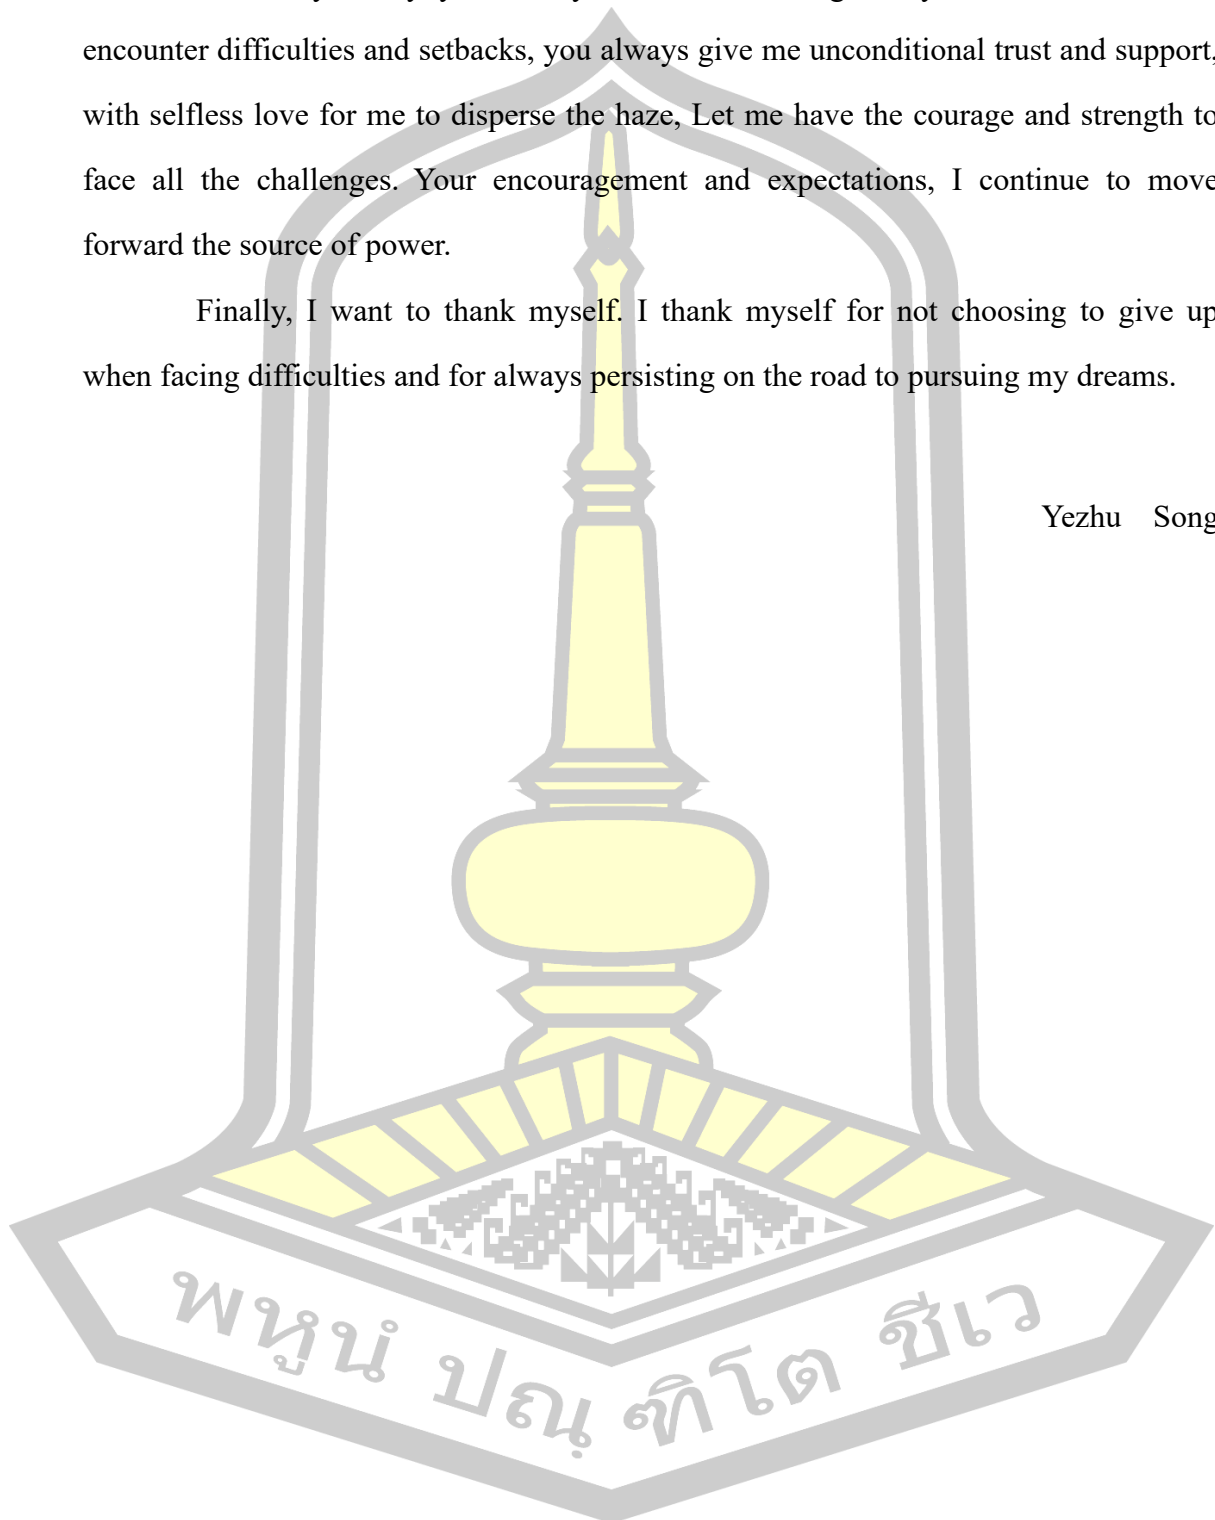 encounter difficulties and setbacks, you always give me unconditional trust and support,
with selfless love for me to disperse the haze, Let me have the courage and strength to
face all the challenges. Your encouragement and expectations, I continue to move
forward the source of power.
Finally, I want to thank myself. I thank myself for not choosing to give up
when facing difficulties and for always persisting on the road to pursuing my dreams.
Yezhu Song
พหูนํ ปณฺฑิโต ชีเว